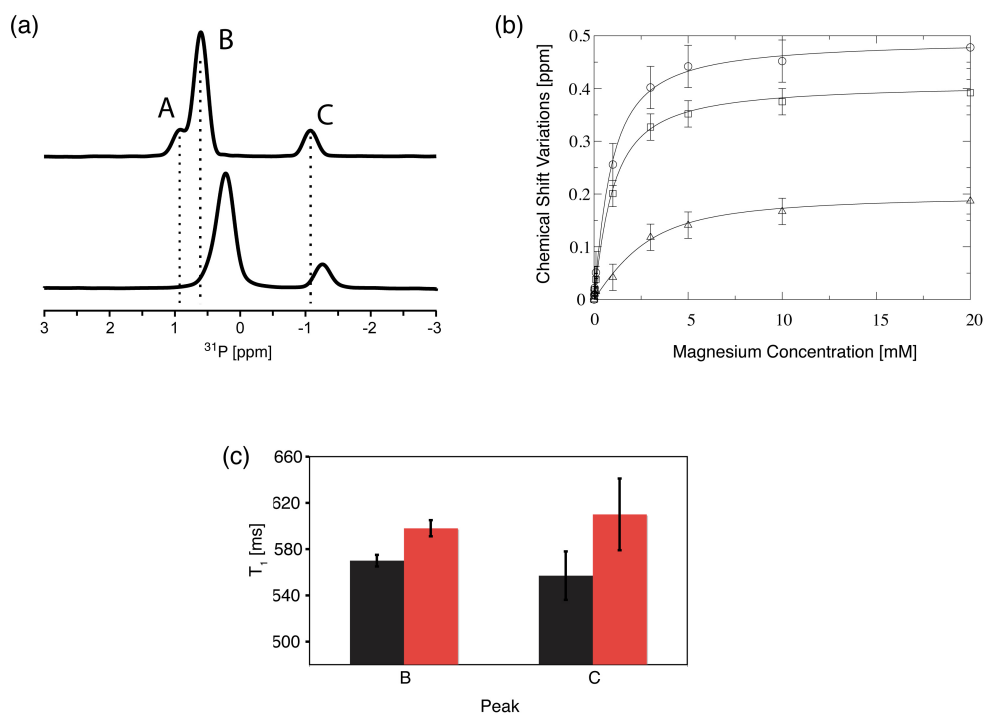 (a)
A
B
C
3 2 1 0 -1 -2 -3
31P [ppm]
(b)
Chemical Shift Variations [ppm]
0.5
0.4
0.3
0.2
0.1
0
0 5 10 15 20
Magnesium Concentration [mM]
(c)
T1 [ms]
660
620
580
540
500
B C
Peak